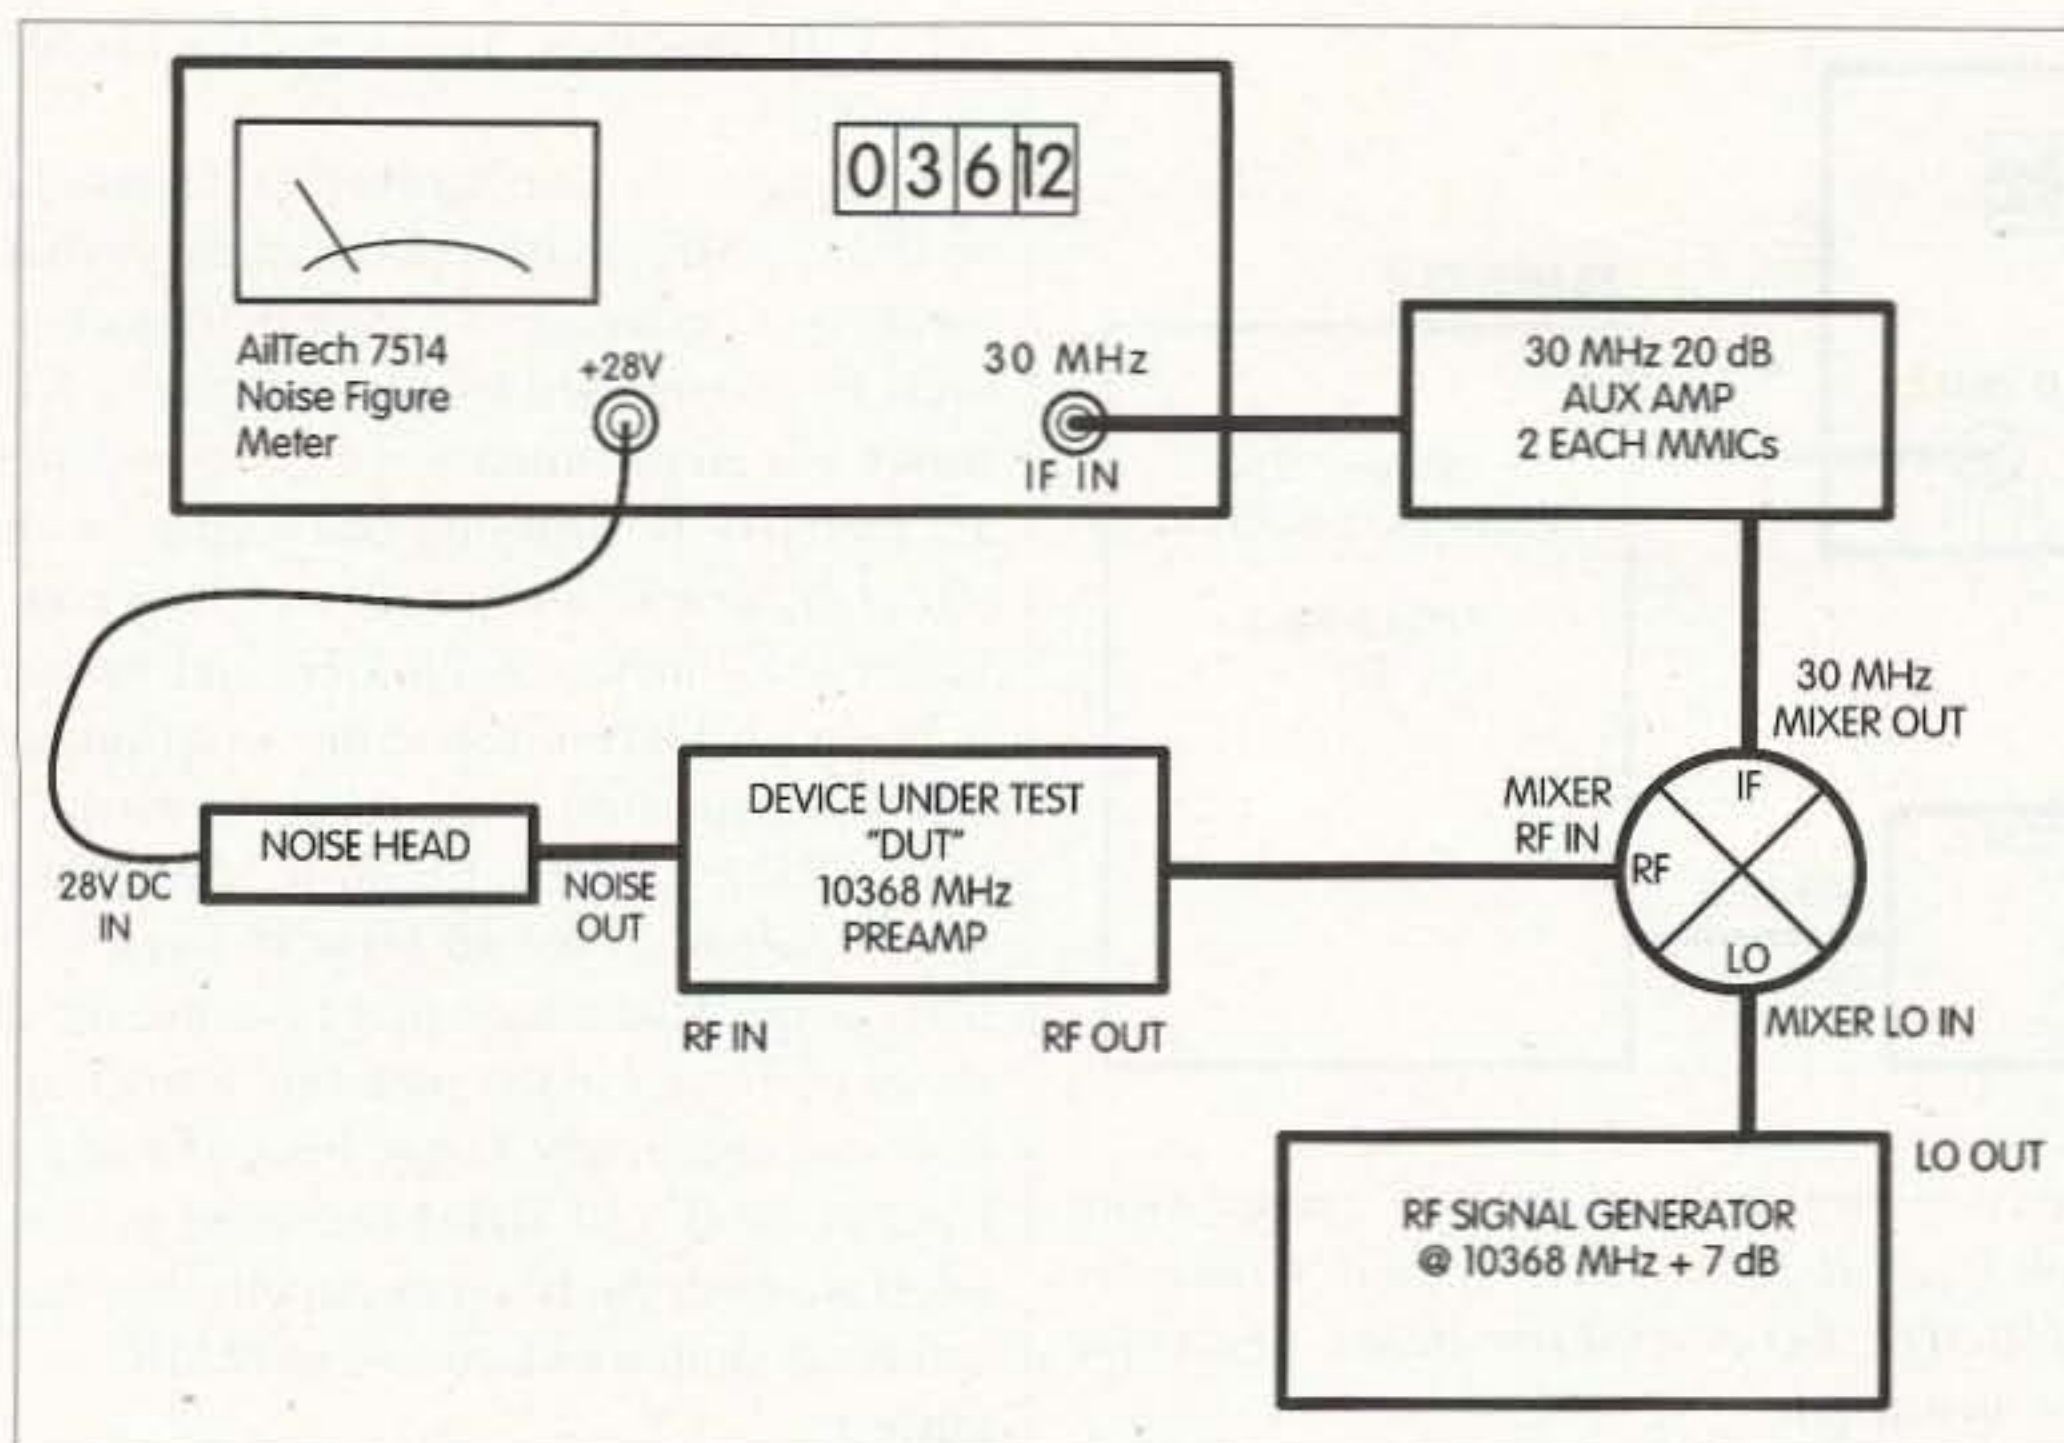 0 3 6 12
AilTech 7514
Noise Figure
Meter
+28V
30 MHz
IF IN
30 MHz 20 dB
AUX AMP
2 EACH MMICs
30 MHz
MIXER OUT
MIXER
RF IN
IF
RF
LO
MIXER LO IN
NOISE HEAD
28V DC
IN
NOISE
OUT
DEVICE UNDER TEST
"DUT"
10368 MHz
PREAMP
RF IN
RF OUT
LO OUT
RF SIGNAL GENERATOR
@ 10368 MHz + 7 dB